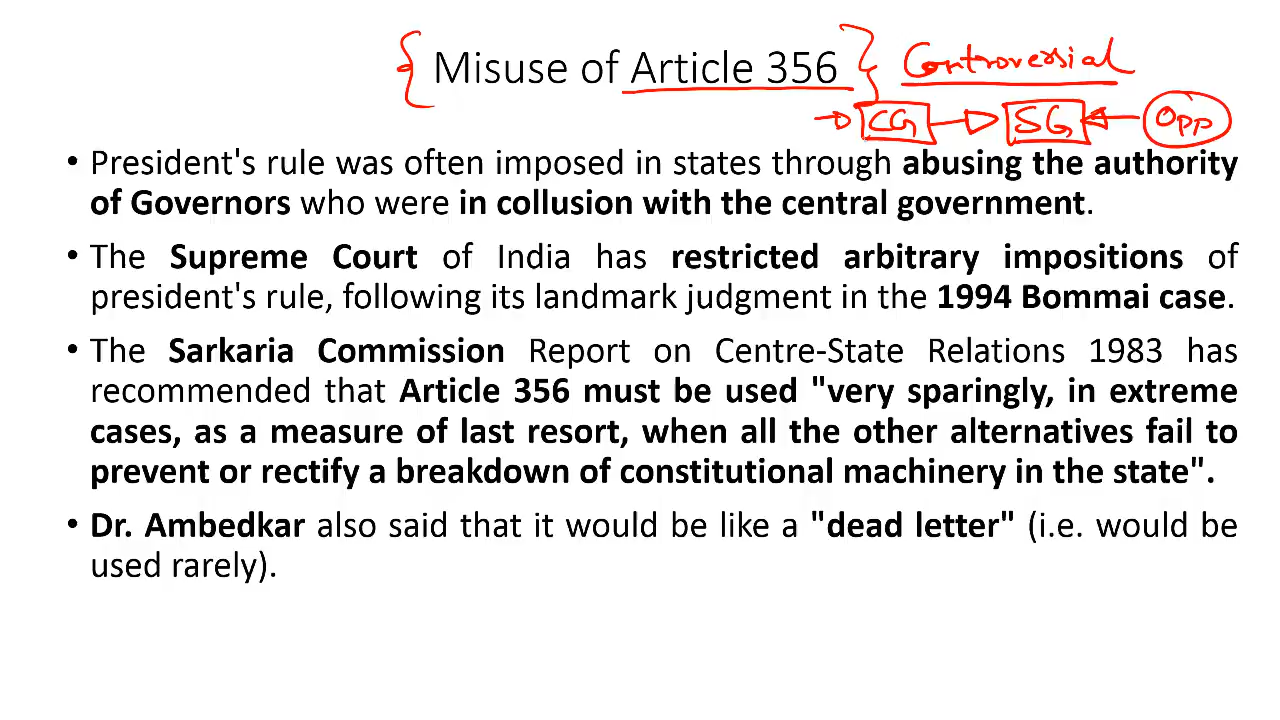 Misuse of Article 356
Controversial
CG SG Opp
• President's rule was often imposed in states through abusing the authority
of Governors who were in collusion with the central government.
• The Supreme Court of India has restricted arbitrary impositions of
president's rule, following its landmark judgment in the 1994 Bommai case.
• The Sarkaria Commission Report on Centre-State Relations 1983 has
recommended that Article 356 must be used "very sparingly, in extreme
cases, as a measure of last resort, when all the other alternatives fail to
prevent or rectify a breakdown of constitutional machinery in the state".
• Dr. Ambedkar also said that it would be like a "dead letter" (i.e. would be
used rarely).